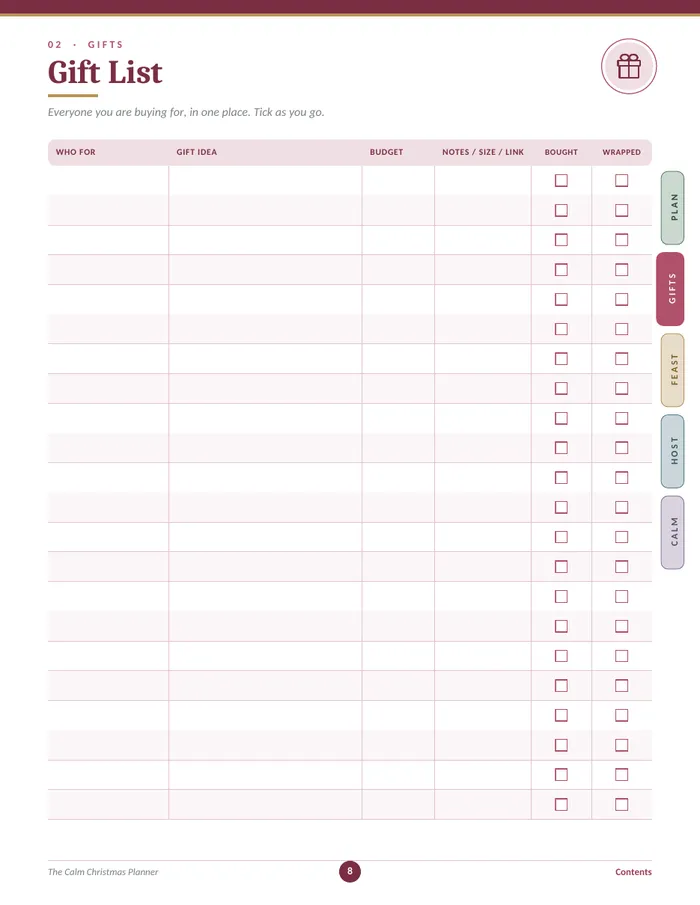 02 · GIFTS
Gift List
Everyone you are buying for, in one place. Tick as you go.
WHO FOR GIFT IDEA BUDGET NOTES / SIZE / LINK BOUGHT WRAPPED
PLAN
GIFTS
FEAST
HOST
CALM
The Calm Christmas Planner 8 Contents